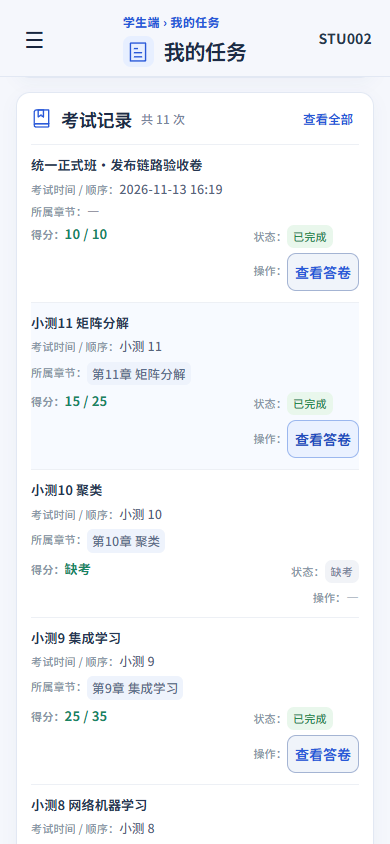 学生端 › 我的任务
☰
我的任务
STU002
考试记录 共 11 次 查看全部
统一正式班·发布链路验收卷
考试时间 / 顺序： 2026-11-13 16:19
所属章节： —
得分： 10 / 10 状态： 已完成
操作： 查看答卷
小测11 矩阵分解
考试时间 / 顺序： 小测 11
所属章节： 第11章 矩阵分解
得分： 15 / 25 状态： 已完成
操作： 查看答卷
小测10 聚类
考试时间 / 顺序： 小测 10
所属章节： 第10章 聚类
得分： 缺考 状态： 缺考
操作： —
小测9 集成学习
考试时间 / 顺序： 小测 9
所属章节： 第9章 集成学习
得分： 25 / 35 状态： 已完成
操作： 查看答卷
小测8 网络机器学习
考试时间 / 顺序： 小测 8